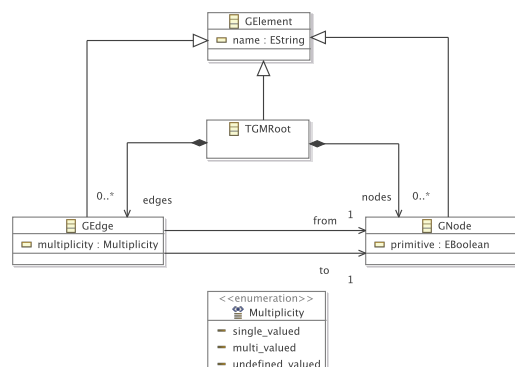 GElement
name : EString
TGMRoot
0..*
edges
nodes
0..*
GEdge
multiplicity : Multiplicity
from
1
GNode
primitive : EBoolean
to
1
<<enumeration>>
Multiplicity
single_valued
multi_valued
undefined_valued